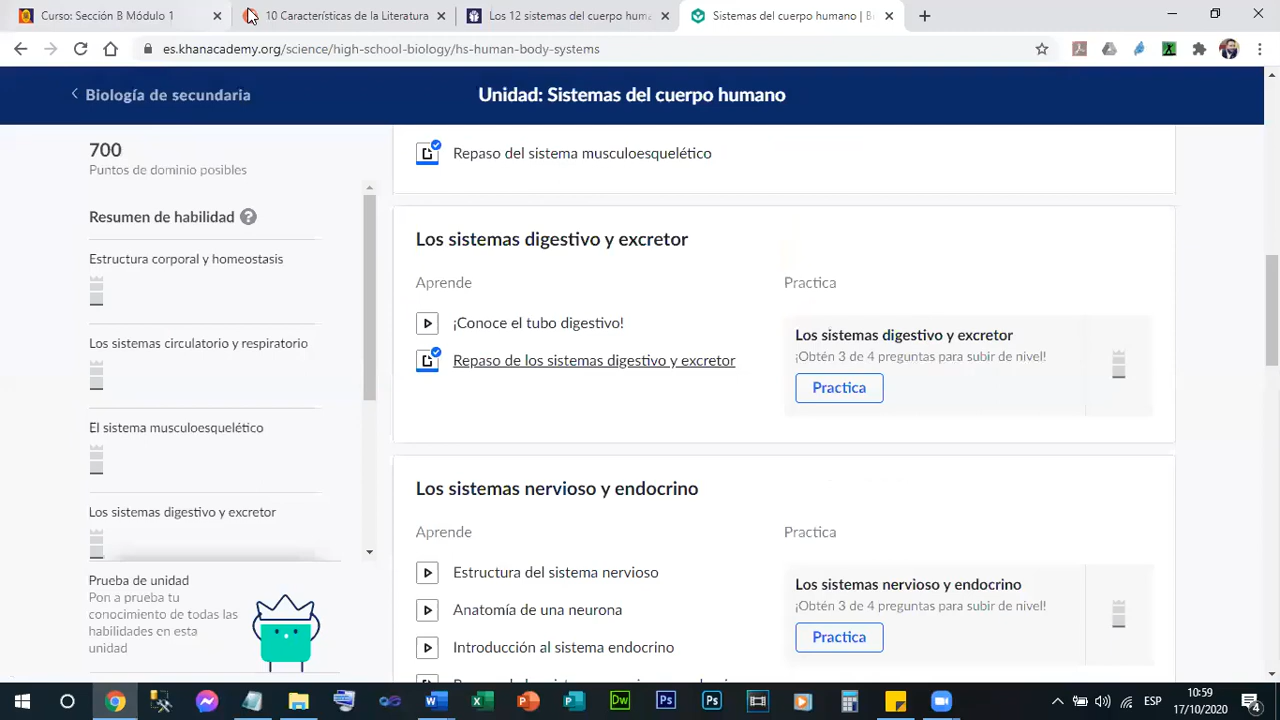 Curso: Sección B Módulo 1
10 Características de la Literatura
Los 12 sistemas del cuerpo hum
Sistemas del cuerpo humano | B
es.khanacademy.org/science/high-school-biology/hs-human-body-systems
Biología de secundaria
Unidad: Sistemas del cuerpo humano
700
Puntos de dominio posibles
Resumen de habilidad
Estructura corporal y homeostasis
Los sistemas circulatorio y respiratorio
El sistema musculoesquelético
Los sistemas digestivo y excretor
Prueba de unidad
Pon a prueba tu
conocimiento de todas las
habilidades en esta
unidad
Repaso del sistema musculoesquelético
Los sistemas digestivo y excretor
Aprende
¡Conoce el tubo digestivo!
Repaso de los sistemas digestivo y excretor
Practica
Los sistemas digestivo y excretor
¡Obtén 3 de 4 preguntas para subir de nivel!
Practica
Los sistemas nervioso y endocrino
Aprende
Estructura del sistema nervioso
Anatomía de una neurona
Introducción al sistema endocrino
Practica
Los sistemas nervioso y endocrino
¡Obtén 3 de 4 preguntas para subir de nivel!
Practica
ESP
10:59
17/10/2020
4